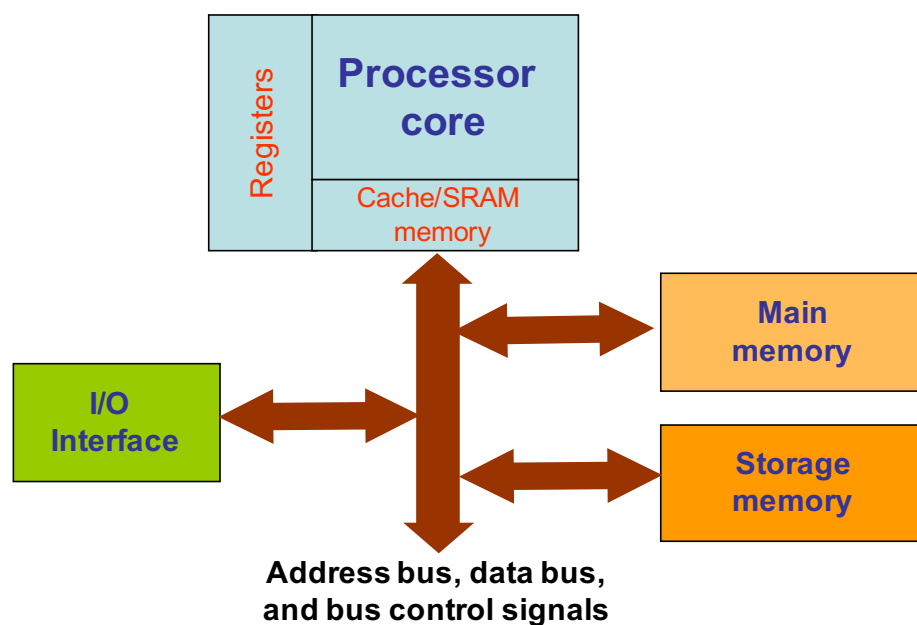 Registers
Processor
core
Cache/SRAM
memory
Main
memory
I/O
Interface
Storage
memory
Address bus, data bus,
and bus control signals